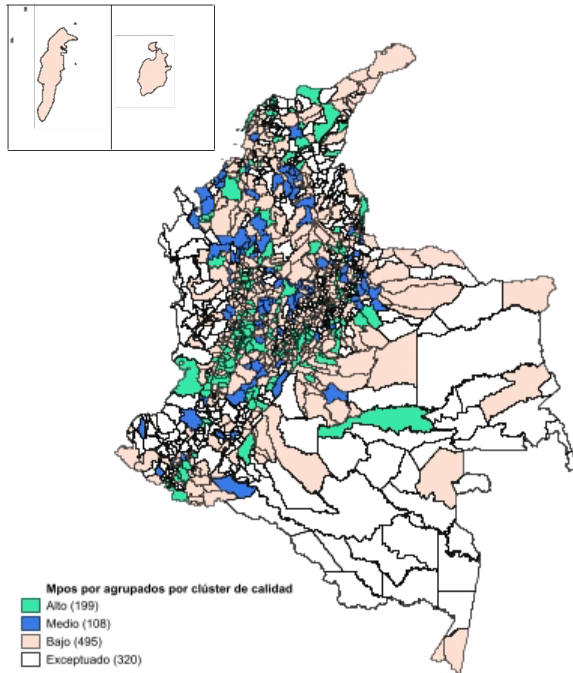 Mpos por agrupados por clúster de calidad
Alto (199)
Medio (108)
Bajo (495)
Exceptuado (320)